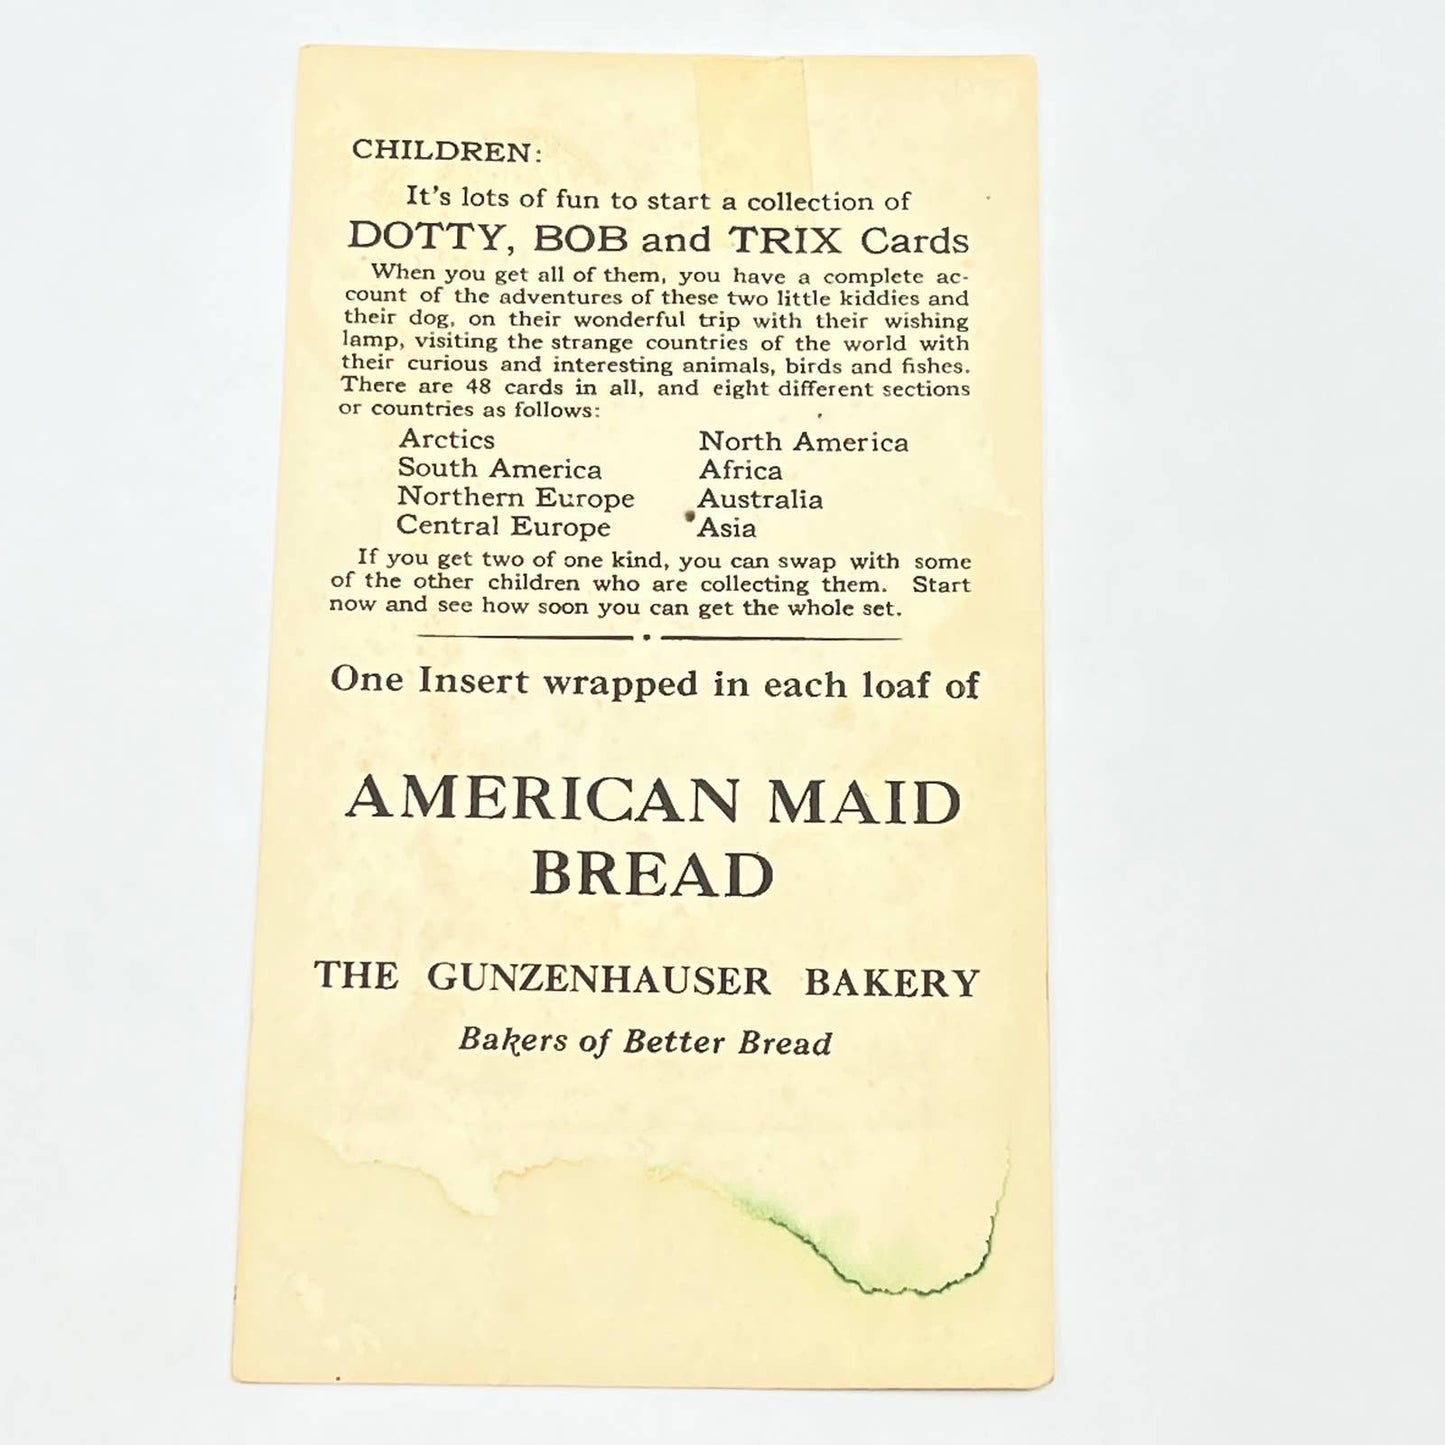 CHILDREN:
It's lots of fun to start a collection of
DOTTY, BOB and TRIX Cards
When you get all of them, you have a complete ac-
count of the adventures of these two little kiddies and
their dog, on their wonderful trip with their wishing
lamp, visiting the strange countries of the world with
their curious and interesting animals, birds and fishes.
There are 48 cards in all, and eight different sections
or countries as follows:
Arctics North America
South America Africa
Northern Europe Australia
Central Europe Asia
If you get two of one kind, you can swap with some
of the other children who are collecting them. Start
now and see how soon you can get the whole set.
One Insert wrapped in each loaf of
AMERICAN MAID
BREAD
THE GUNZENHAUSER BAKERY
Bakers of Better Bread